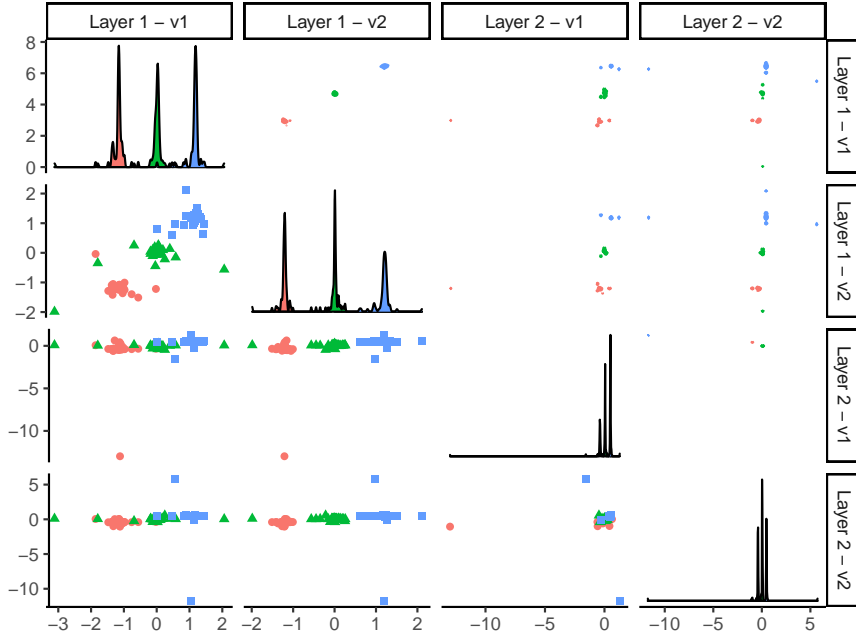 Layer 1 − v1
Layer 1 − v2
Layer 2 − v1
Layer 2 − v2
8
6
4
2
0
Layer 1 − v1
2
1
0
−1
−2
Layer 1 − v2
0
−5
−10
Layer 2 − v1
5
0
−5
−10
Layer 2 − v2
−3 −2 −1 0 1 2
−2 −1 0 1 2
−10 −5 0
−10 −5 0 5